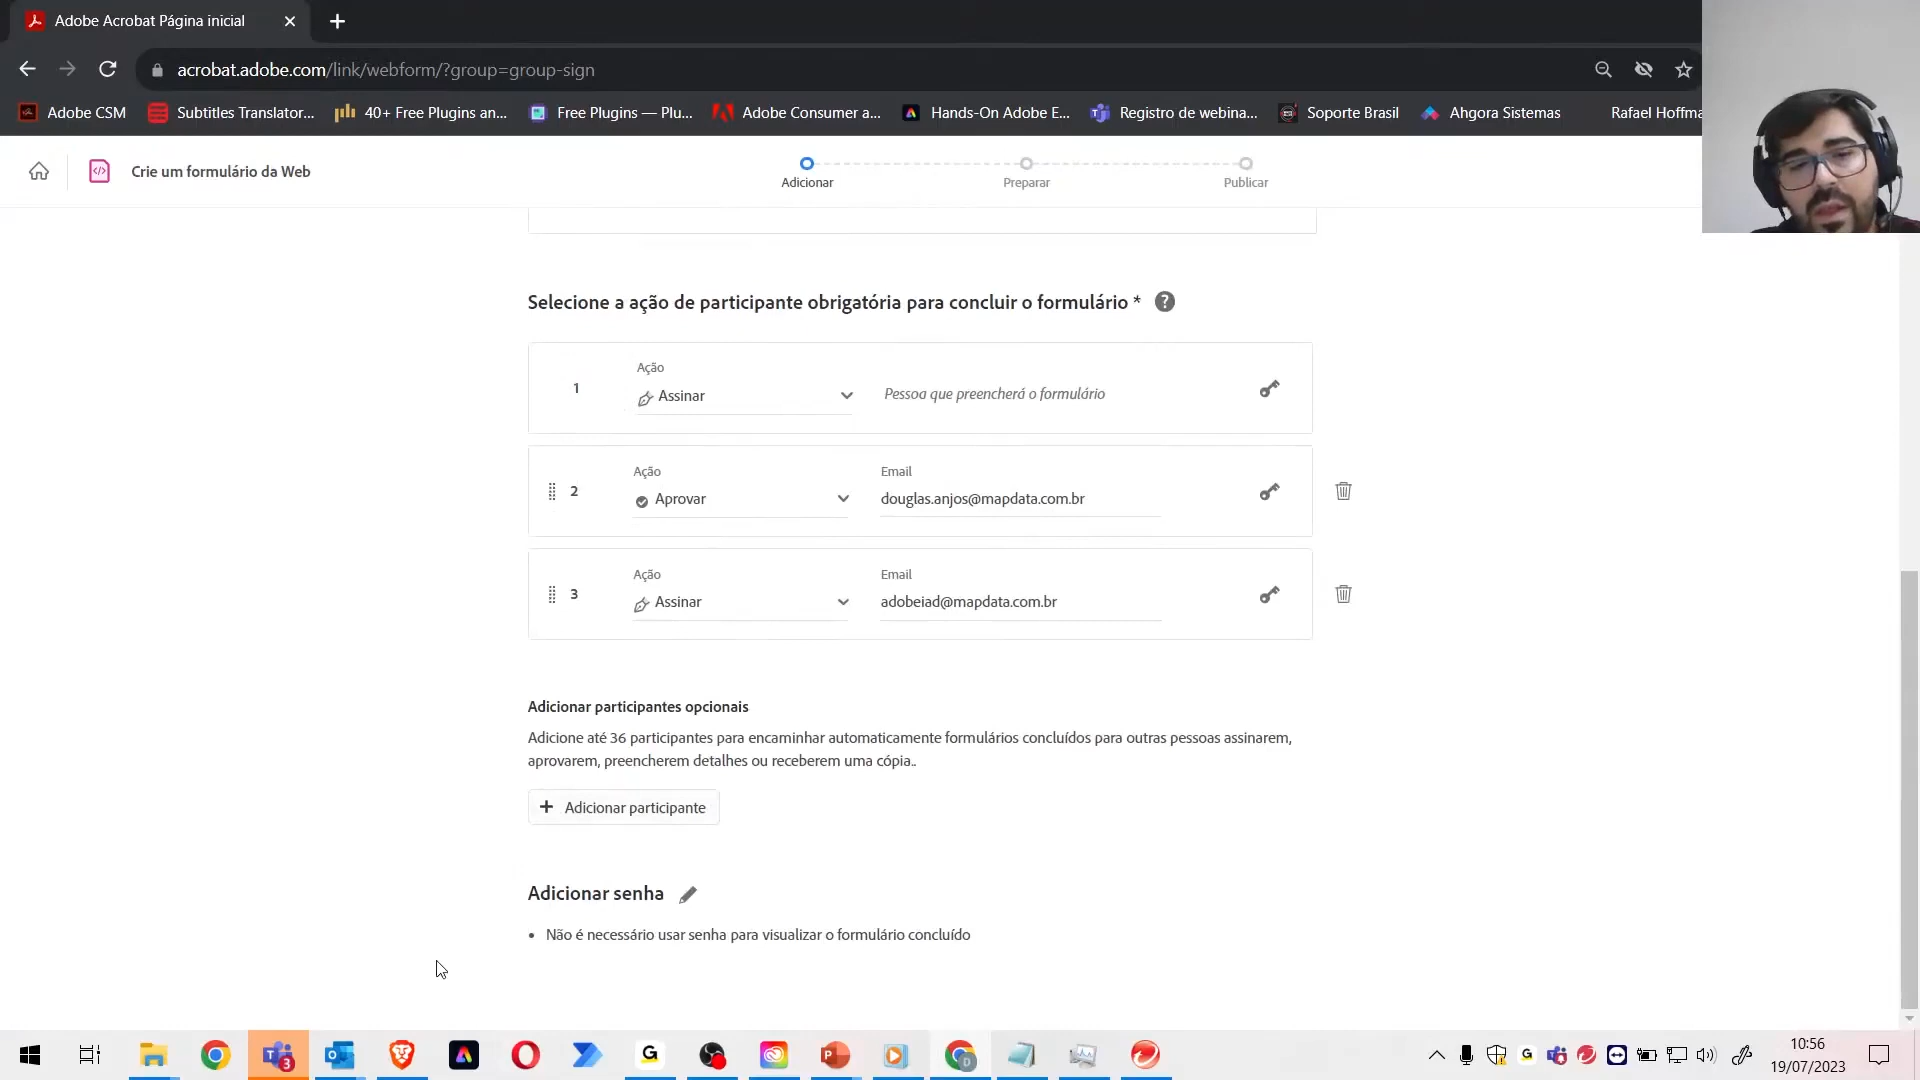 Adobe Acrobat Página inicial
acrobat.adobe.com/link/webform/?group=group-sign
Adobe CSM
Subtitles Translator...
40+ Free Plugins an...
Free Plugins — Plu...
Adobe Consumer a...
Hands-On Adobe E...
Registro de webina...
Soporte Brasil
Ahgora Sistemas
Rafael Hoffma
Crie um formulário da Web
Adicionar
Preparar
Publicar
Selecione a ação de participante obrigatória para concluir o formulário * ?
Ação
1
Assinar
Pessoa que preencherá o formulário
Ação
Email
2
Aprovar
douglas.anjos@mapdata.com.br
Ação
Email
3
Assinar
adobeiad@mapdata.com.br
Adicionar participantes opcionais
Adicione até 36 participantes para encaminhar automaticamente formulários concluídos para outras pessoas assinarem,
aprovarem, preencherem detalhes ou receberem uma cópia..
+ Adicionar participante
Adicionar senha
• Não é necessário usar senha para visualizar o formulário concluído
10:56
19/07/2023